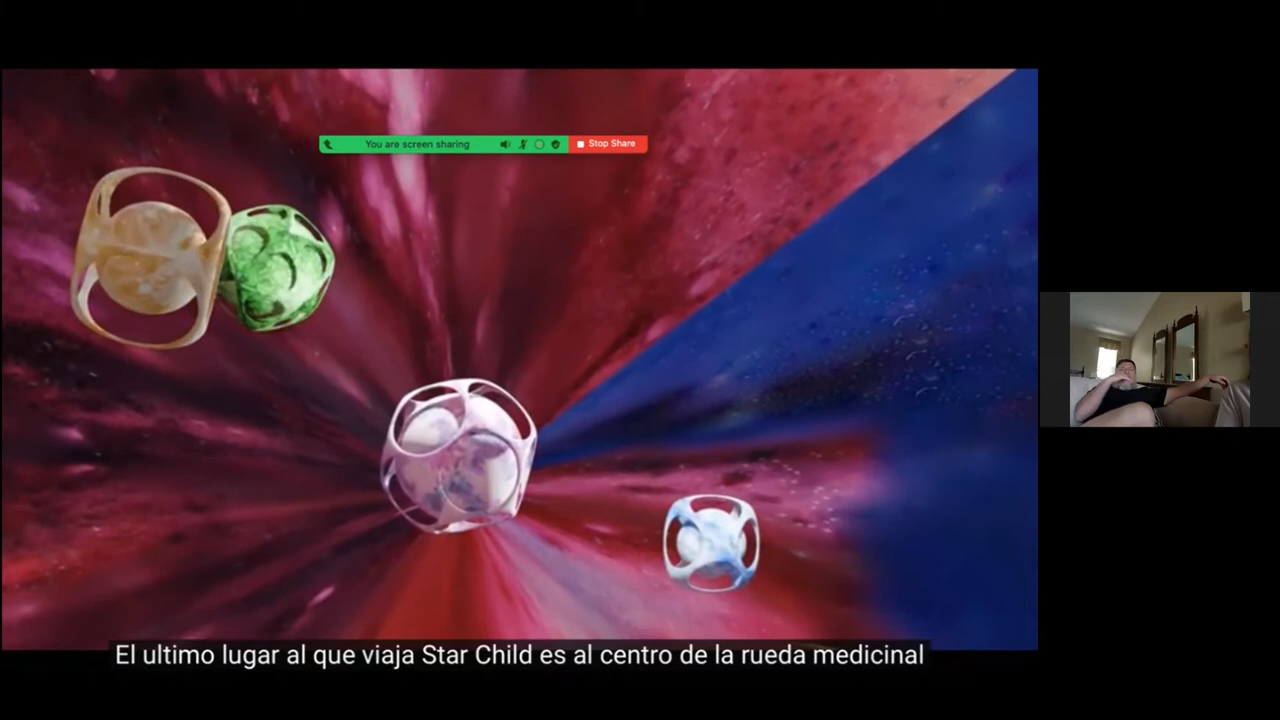 You are screen sharing
Stop Share
El ultimo lugar al que viaja Star Child es al centro de la rueda medicinal